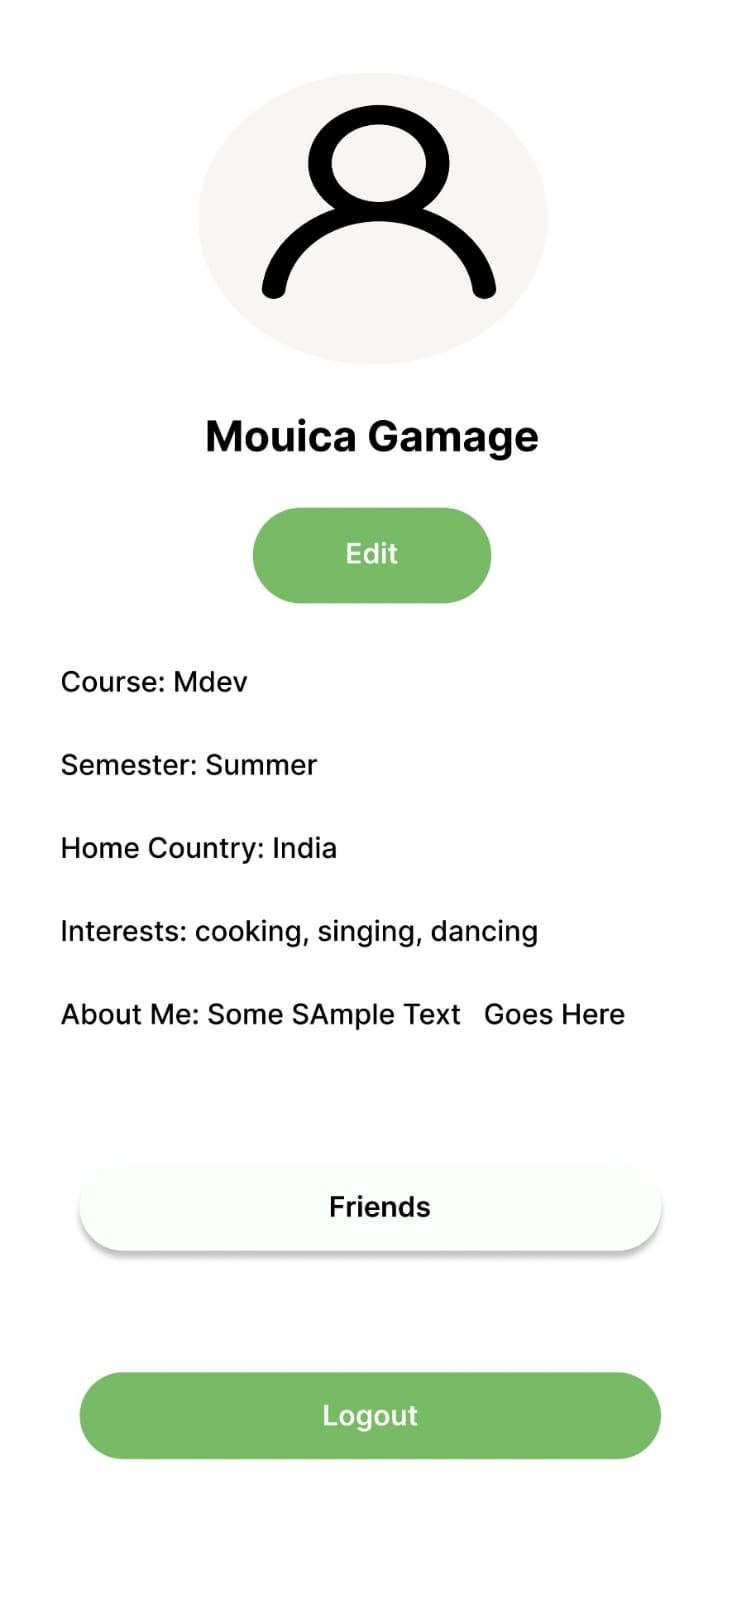 Mouica Gamage
Edit
Course: Mdev
Semester: Summer
Home Country: India
Interests: cooking, singing, dancing
About Me: Some SAmple Text   Goes Here
Friends
Logout